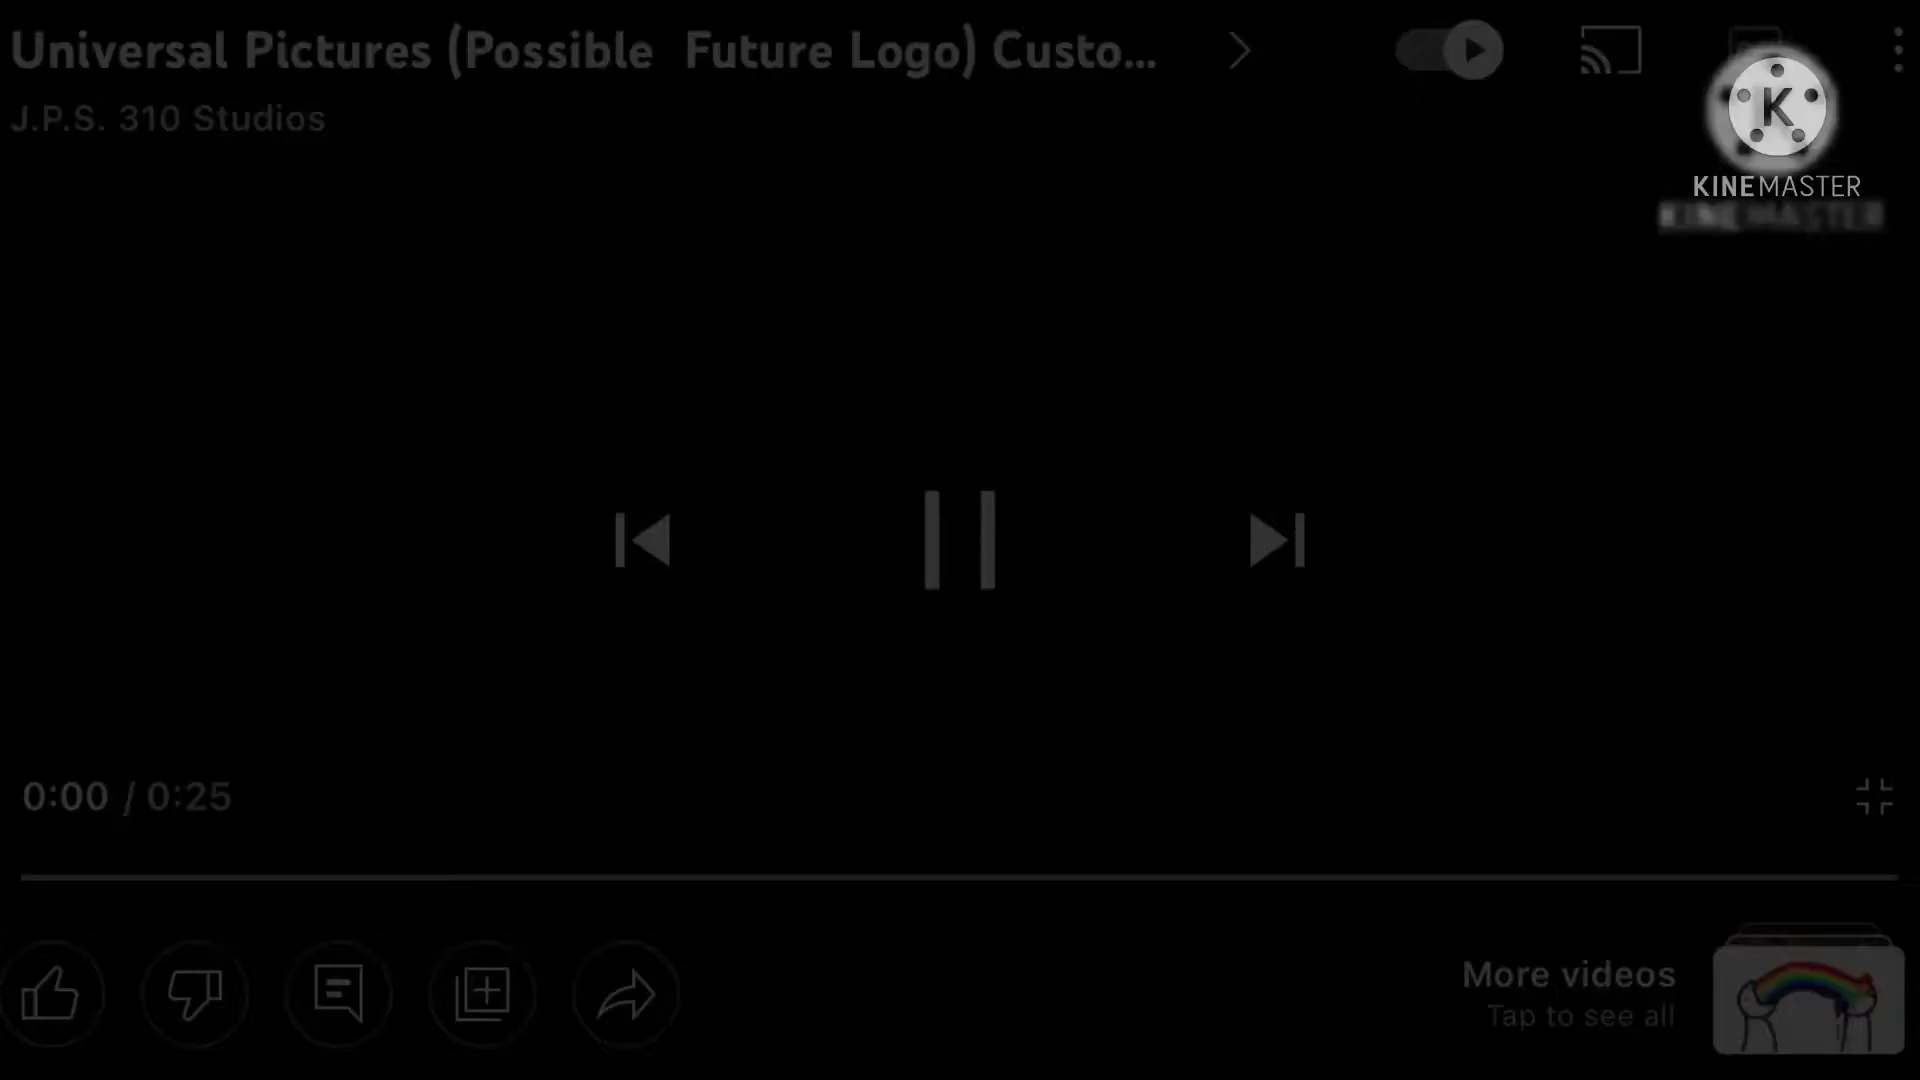 Universal Pictures (Possible Future Logo) Custo...
J.P.S. 310 Studios
K
KINEMASTER
KINEMASTER
0:00 / 0:25
More videos
Tap to see all